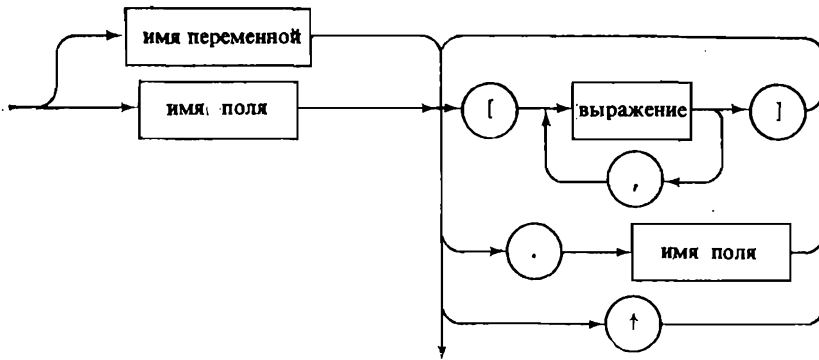 имя переменной
имя поля
[ выражение ]
,
. имя поля
↑